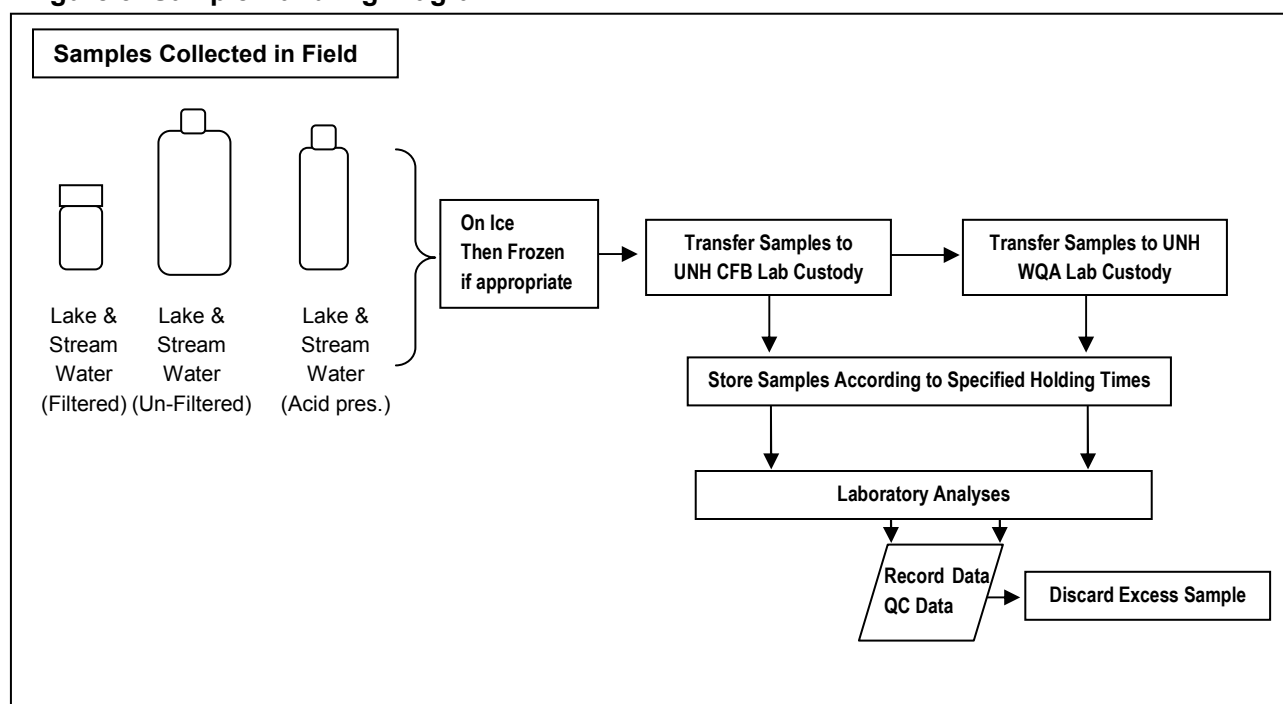 Samples Collected in Field
Lake &
Stream
Water
(Filtered)
Lake &
Stream
Water
(Un-Filtered)
Lake &
Stream
Water
(Acid pres.)
On Ice
Then Frozen
if appropriate
Transfer Samples to
UNH CFB Lab Custody
Transfer Samples to UNH
WQA Lab Custody
Store Samples According to Specified Holding Times
Laboratory Analyses
Record Data
QC Data
Discard Excess Sample